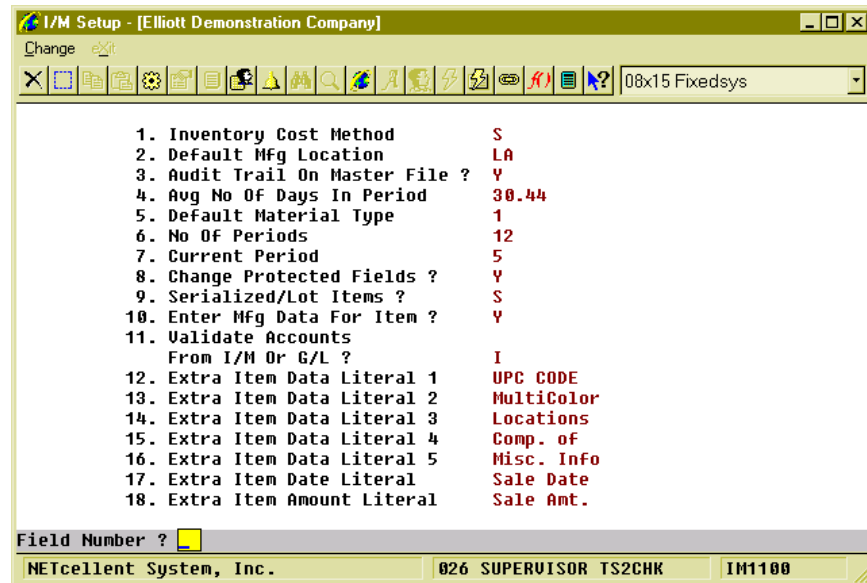 I/M Setup - [Elliott Demonstration Company]
Change eXit
08x15 Fixedsys
1. Inventory Cost Method S
2. Default Mfg Location LA
3. Audit Trail On Master File ? Y
4. Avg No Of Days In Period 30.44
5. Default Material Type 1
6. No Of Periods 12
7. Current Period 5
8. Change Protected Fields ? Y
9. Serialized/Lot Items ? S
10. Enter Mfg Data For Item ? Y
11. Validate Accounts
From I/M Or G/L ? I
12. Extra Item Data Literal 1 UPC CODE
13. Extra Item Data Literal 2 MultiColor
14. Extra Item Data Literal 3 Locations
15. Extra Item Data Literal 4 Comp. of
16. Extra Item Data Literal 5 Misc. Info
17. Extra Item Date Literal Sale Date
18. Extra Item Amount Literal Sale Amt.
Field Number ?
NETcellent System, Inc. 026 SUPERVISOR TS2CHK IM1100